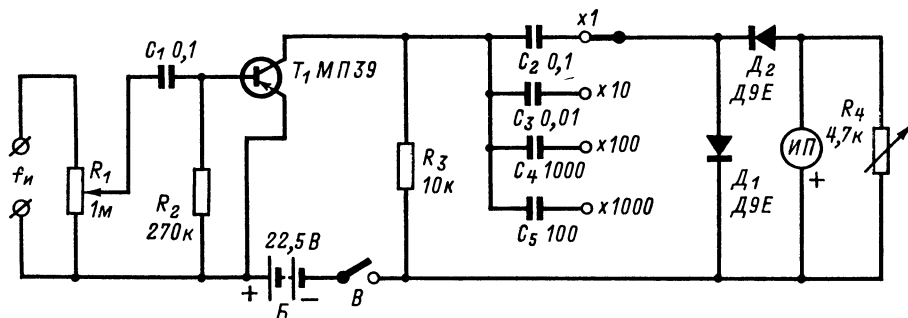 fи
R1
1м
C1 0,1
R2
270к
T1 МП39
+
22,5 В
Б
−
В
R3
10к
C2 0,1
x1
C3 0,01
x10
C4 1000
x100
C5 100
x1000
Д1
Д9Е
Д2
Д9Е
ИП
+
R4
4,7к